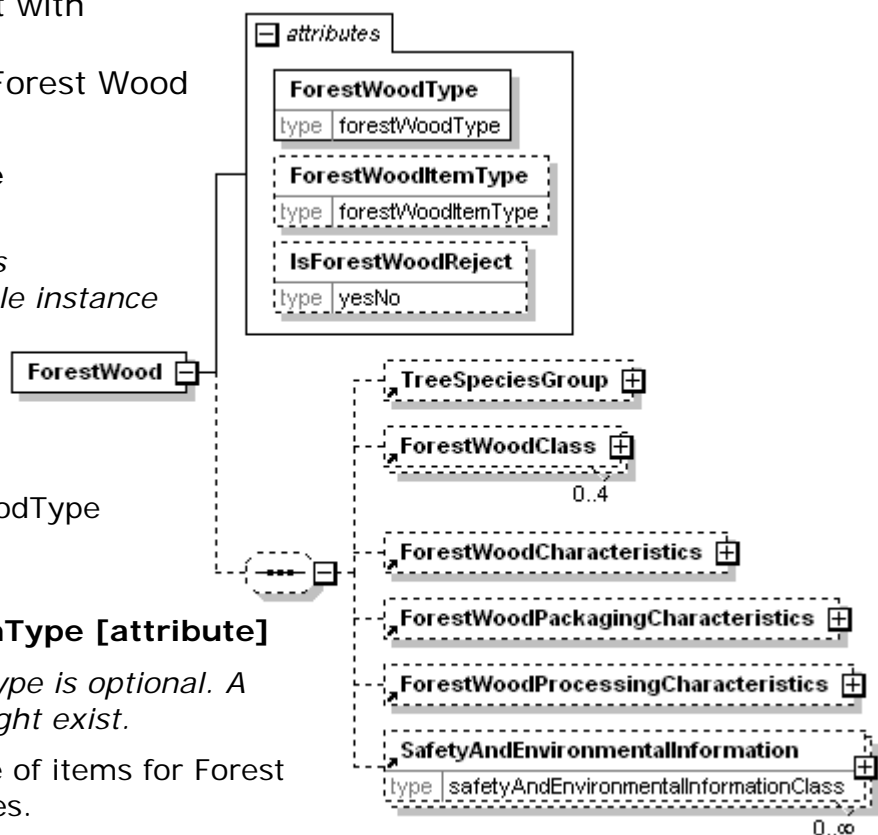 t with
Forest Wood
e
s
le instance
odType
nType [attribute]
ype is optional. A
ght exist.
e of items for Forest
es.
attributes
ForestWoodType
type forestWoodType
ForestWoodItemType
type forestWoodItemType
IsForestWoodReject
type yesNo
ForestWood
TreeSpeciesGroup
ForestWoodClass
0..4
ForestWoodCharacteristics
ForestWoodPackagingCharacteristics
ForestWoodProcessingCharacteristics
SafetyAndEnvironmentalInformation
type safetyAndEnvironmentalInformationClass
0..∞